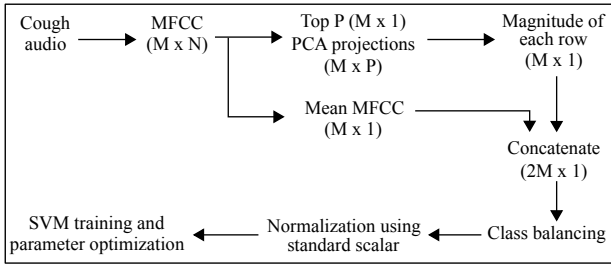 Cough
audio
MFCC
(M x N)
Top P (M x 1)
PCA projections
(M x P)
Magnitude of
each row
(M x 1)
Mean MFCC
(M x 1)
Concatenate
(2M x 1)
Class balancing
Normalization using
standard scalar
SVM training and
parameter optimization